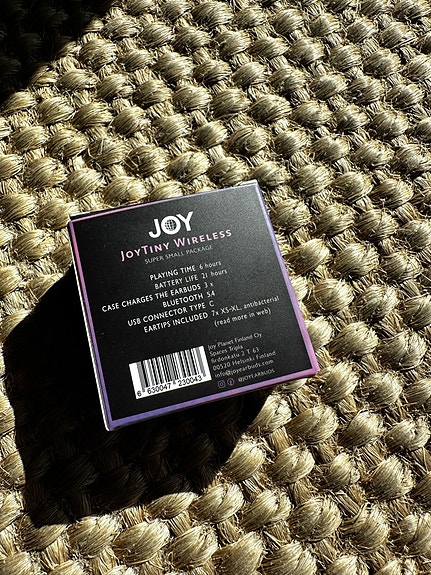 JOY
JOYTINY WIRELESS
SUPER SMALL PACKAGE
PLAYING TIME 6 hours
BATTERY LIFE 21 hours
CASE CHARGES THE EARBUDS 3 x
BLUETOOTH 5.4
USB CONNECTOR TYPE C
EARTIPS INCLUDED 7x XS-XL, antibacterial
(read more in web)
Joy Planet Finland Oy
Spaces Tripla
firdonkatu 2 T 63
00520 Helsinki Finland
info@joyearbuds.com
@JOYEARBUDS
6 630047 230043